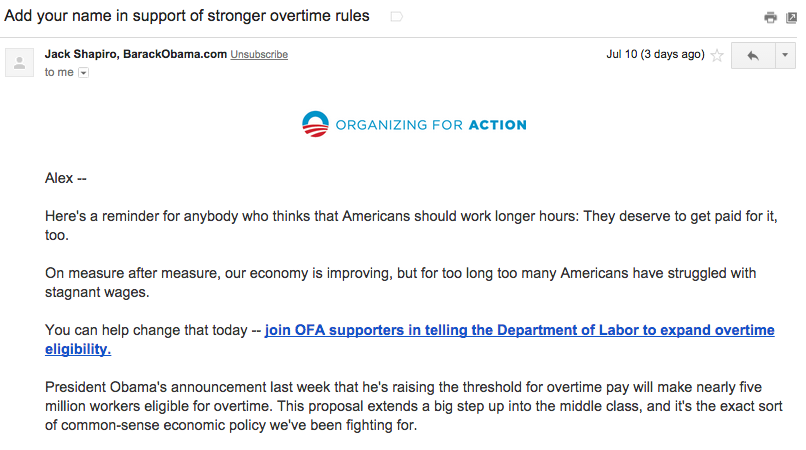 Add your name in support of stronger overtime rules
Jack Shapiro, BarackObama.com Unsubscribe
Jul 10 (3 days ago)
to me
ORGANIZING FOR ACTION
Alex --
Here's a reminder for anybody who thinks that Americans should work longer hours: They deserve to get paid for it,
too.
On measure after measure, our economy is improving, but for too long too many Americans have struggled with
stagnant wages.
You can help change that today -- join OFA supporters in telling the Department of Labor to expand overtime
eligibility.
President Obama's announcement last week that he's raising the threshold for overtime pay will make nearly five
million workers eligible for overtime. This proposal extends a big step up into the middle class, and it's the exact sort
of common-sense economic policy we've been fighting for.